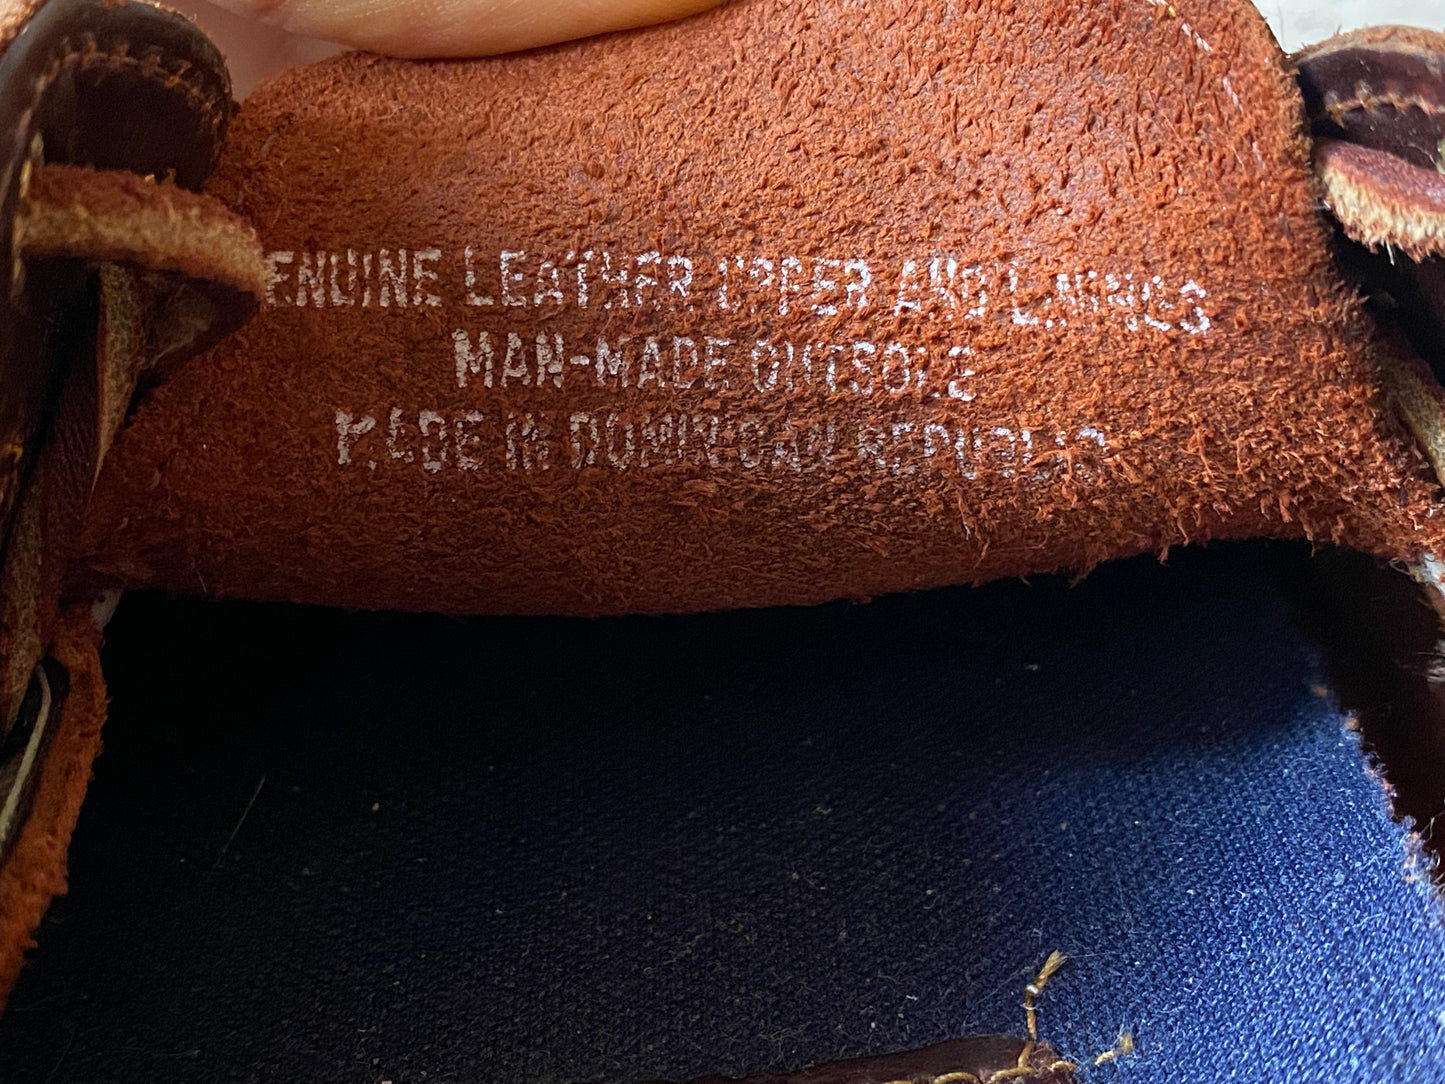 ENUINE LEATHER UPPER AND LININGS
MAN-MADE OUTSOLE
MADE IN DOMINICAN REPUBLIC